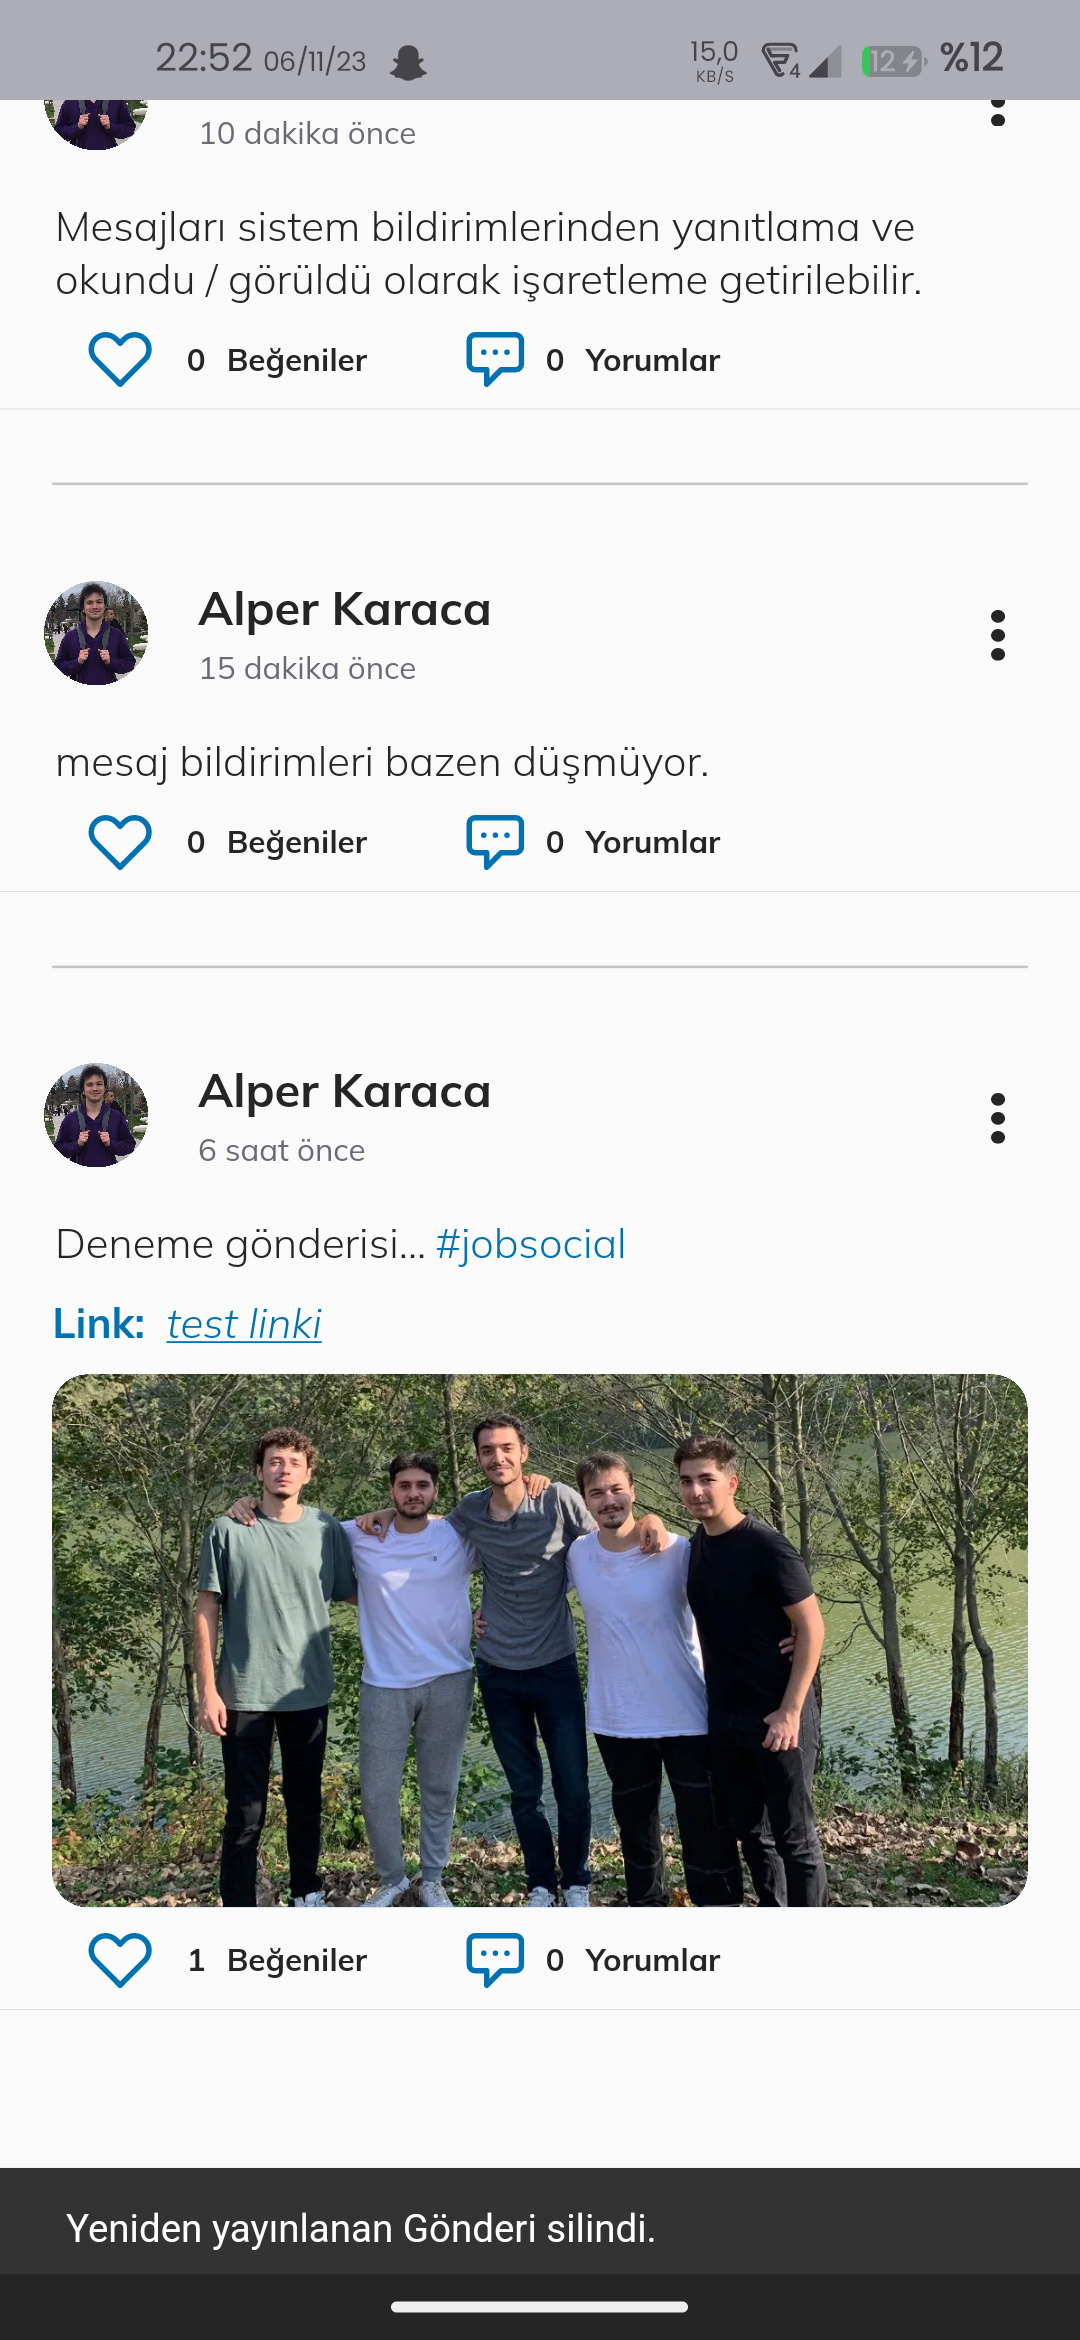 22:52 06/11/23 15,0 KB/S 4 12 %12
10 dakika önce
Mesajları sistem bildirimlerinden yanıtlama ve
okundu / görüldü olarak işaretleme getirilebilir.
0 Beğeniler 0 Yorumlar
Alper Karaca
15 dakika önce
mesaj bildirimleri bazen düşmüyor.
0 Beğeniler 0 Yorumlar
Alper Karaca
6 saat önce
Deneme gönderisi... #jobsocial
Link: test linki
1 Beğeniler 0 Yorumlar
Yeniden yayınlanan Gönderi silindi.